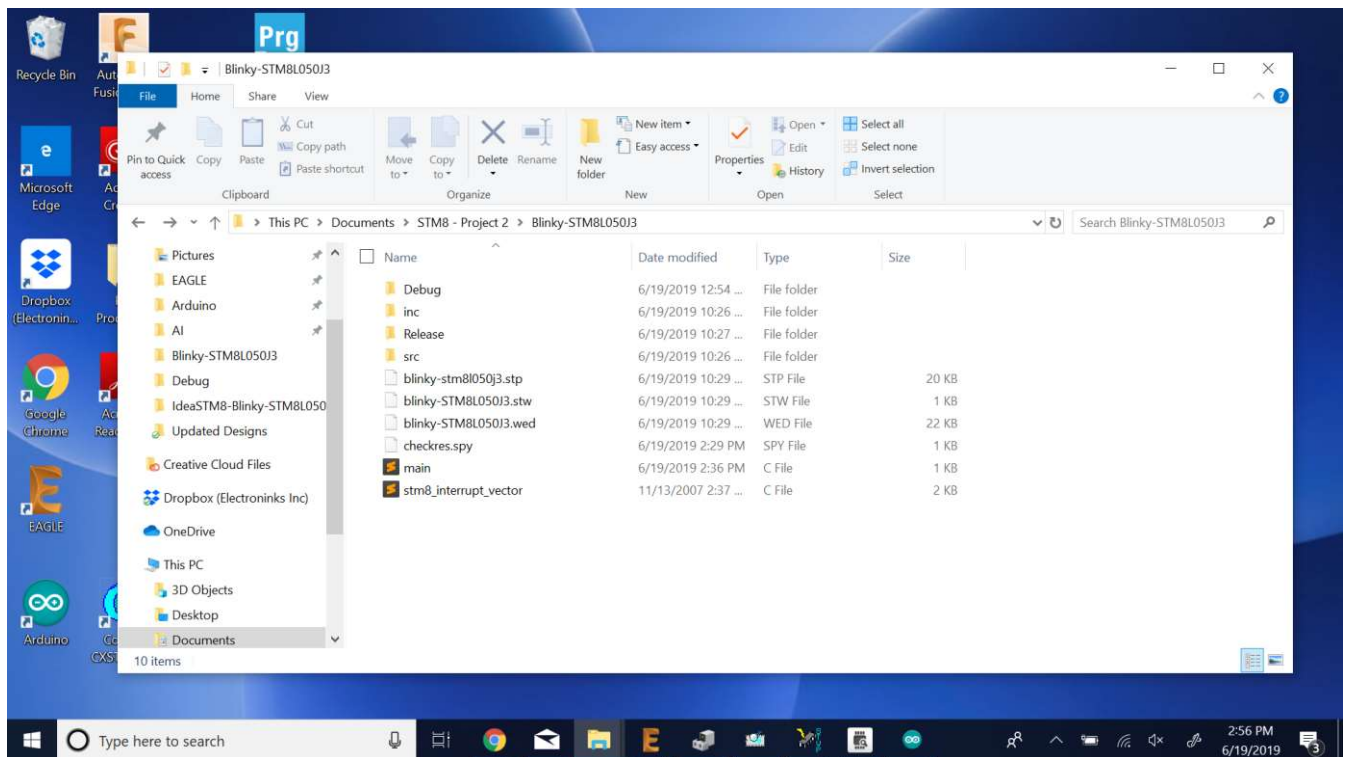 Prg
Recycle Bin
Aut
Fusi
Microsoft
Edge
Ac
Cr
Dropbox
(Electronin...
Pro
Google
Chrome
Ac
Reac
EAGLE
Arduino
Co
CXST
Blinky-STM8L050J3
File Home Share View
Pin to Quick
access
Copy
Paste
Cut
Copy path
Paste shortcut
Clipboard
Move
to
Copy
to
Delete
Rename
Organize
New
folder
New item
Easy access
New
Properties
Open
Edit
History
Open
Select all
Select none
Invert selection
Select
This PC > Documents > STM8 - Project 2 > Blinky-STM8L050J3
Search Blinky-STM8L050J3
Pictures
EAGLE
Arduino
AI
Blinky-STM8L050J3
Debug
IdeaSTM8-Blinky-STM8L050
Updated Designs
Creative Cloud Files
Dropbox (Electroninks Inc)
OneDrive
This PC
3D Objects
Desktop
Documents
Name Date modified Type Size
Debug 6/19/2019 12:54 ... File folder
inc 6/19/2019 10:26 ... File folder
Release 6/19/2019 10:27 ... File folder
src 6/19/2019 10:26 ... File folder
blinky-stm8l050j3.stp 6/19/2019 10:29 ... STP File 20 KB
blinky-STM8L050J3.stw 6/19/2019 10:29 ... STW File 1 KB
blinky-STM8L050J3.wed 6/19/2019 10:29 ... WED File 22 KB
checkres.spy 6/19/2019 2:29 PM SPY File 1 KB
main 6/19/2019 2:36 PM C File 1 KB
stm8_interrupt_vector 11/13/2007 2:37 ... C File 2 KB
10 items
Type here to search
2:56 PM
6/19/2019
3